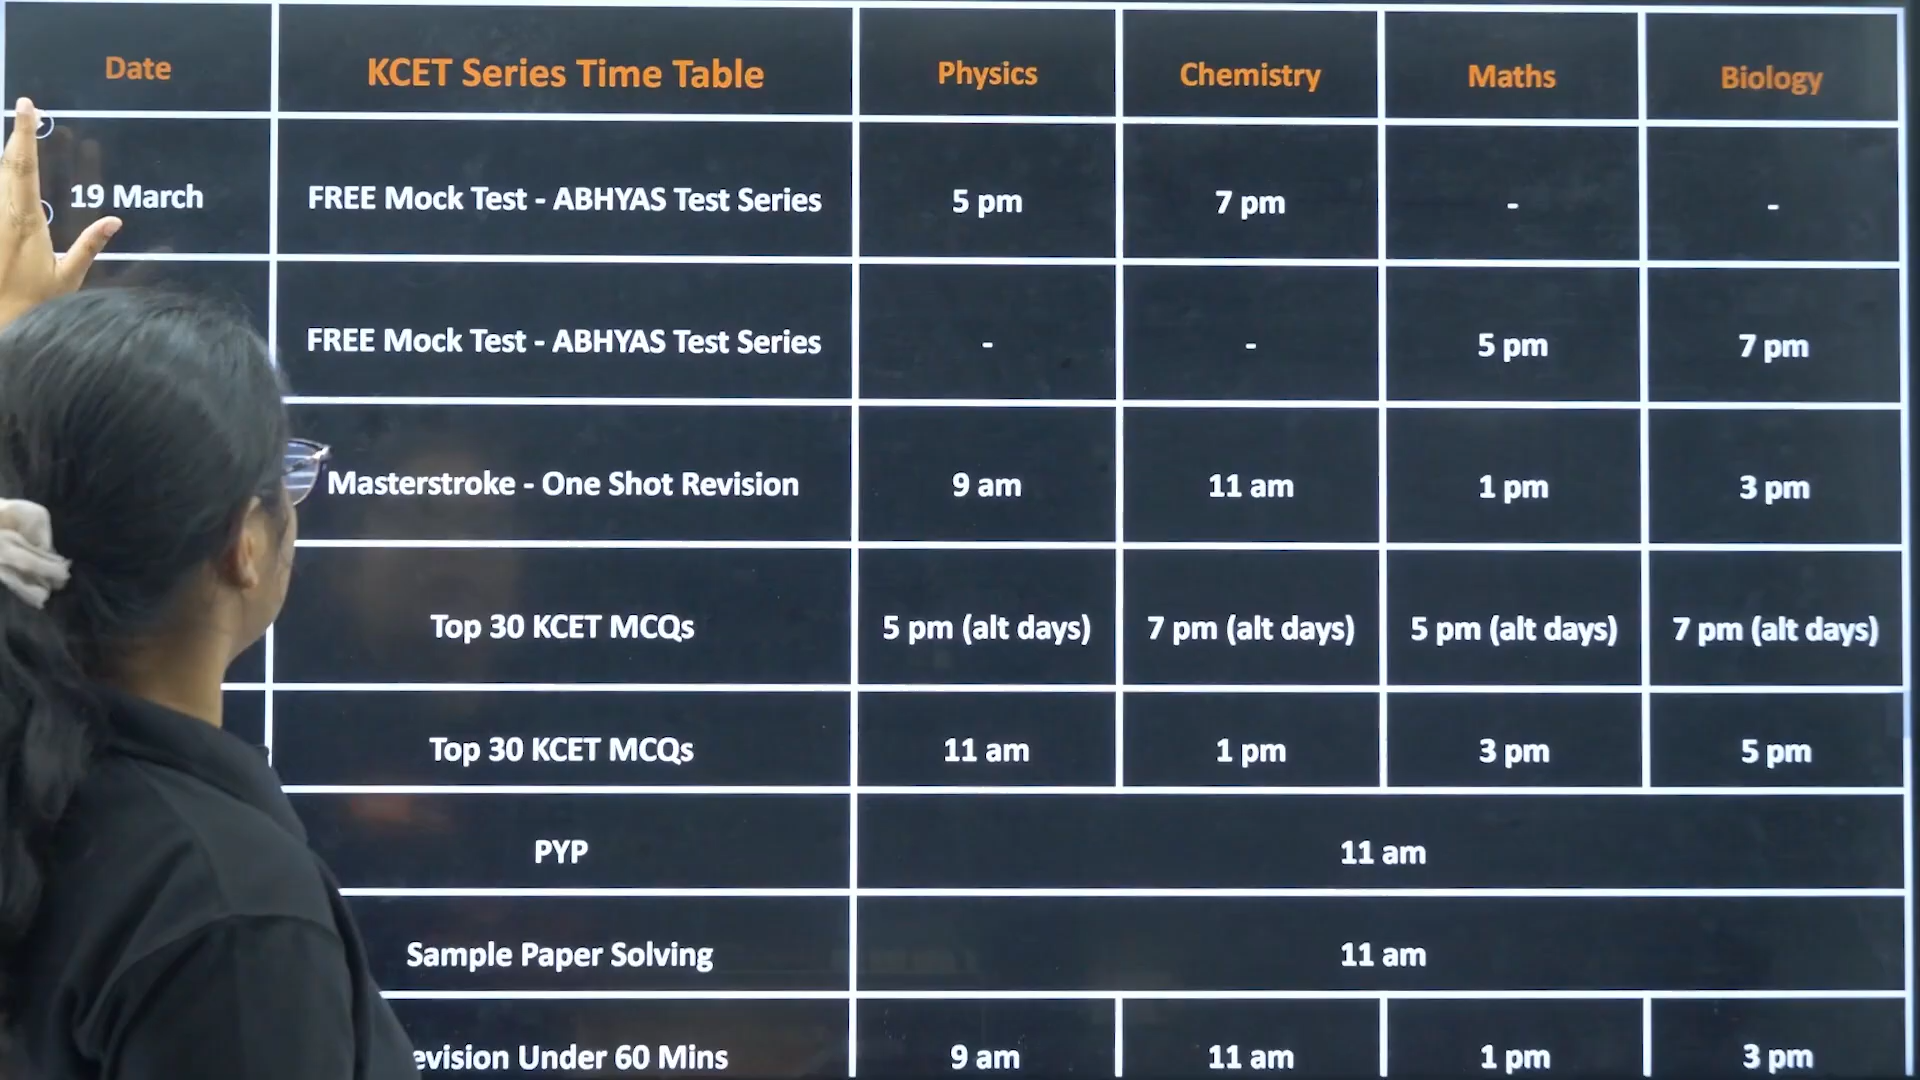 Date KCET Series Time Table Physics Chemistry Maths Biology
19 March FREE Mock Test - ABHYAS Test Series 5 pm 7 pm - -
FREE Mock Test - ABHYAS Test Series - - 5 pm 7 pm
Masterstroke - One Shot Revision 9 am 11 am 1 pm 3 pm
Top 30 KCET MCQs 5 pm (alt days) 7 pm (alt days) 5 pm (alt days) 7 pm (alt days)
Top 30 KCET MCQs 11 am 1 pm 3 pm 5 pm
PYP 11 am
Sample Paper Solving 11 am
evision Under 60 Mins 9 am 11 am 1 pm 3 pm